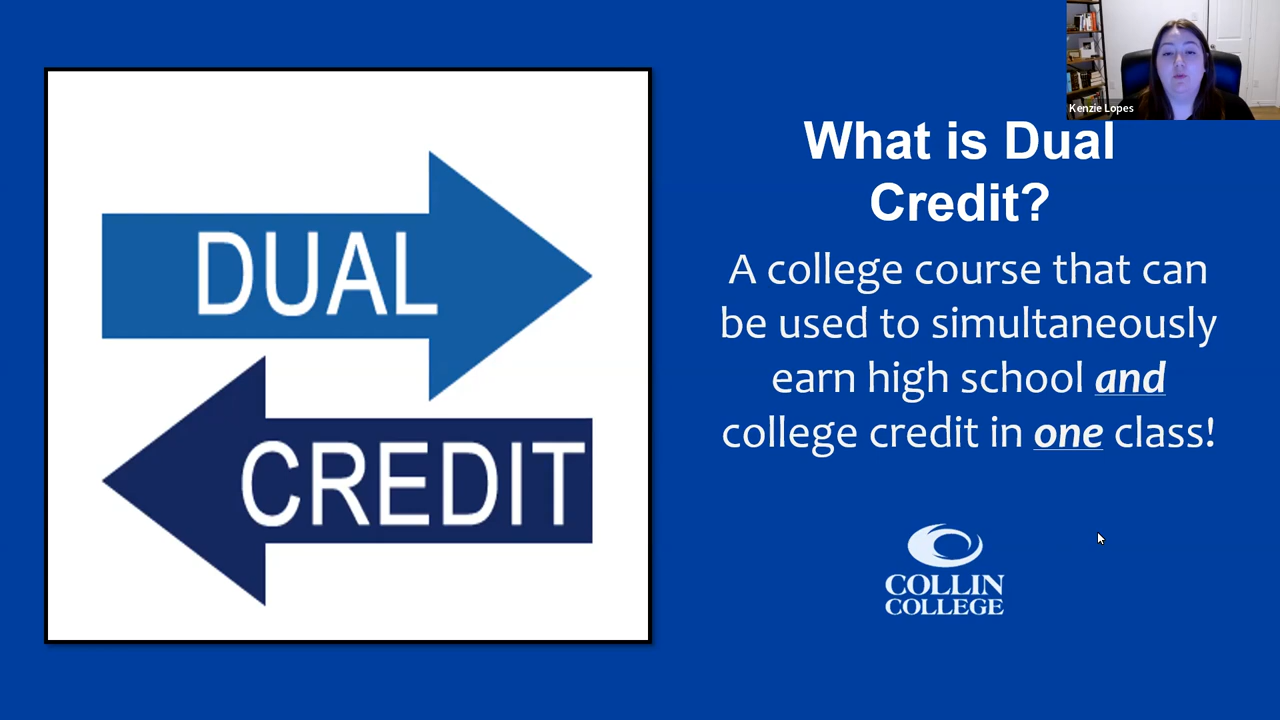 Kenzie Lopes
DUAL
CREDIT
What is Dual
Credit?
A college course that can
be used to simultaneously
earn high school and
college credit in one class!
COLLIN
COLLEGE